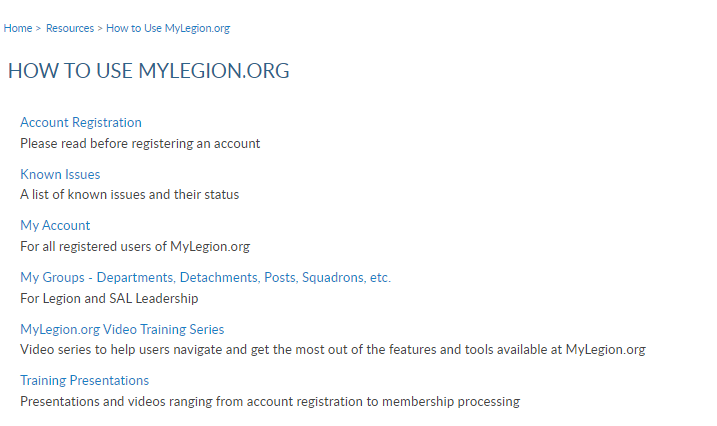 Home > Resources > How to Use MyLegion.org
HOW TO USE MYLEGION.ORG
Account Registration
Please read before registering an account
Known Issues
A list of known issues and their status
My Account
For all registered users of MyLegion.org
My Groups - Departments, Detachments, Posts, Squadrons, etc.
For Legion and SAL Leadership
MyLegion.org Video Training Series
Video series to help users navigate and get the most out of the features and tools available at MyLegion.org
Training Presentations
Presentations and videos ranging from account registration to membership processing